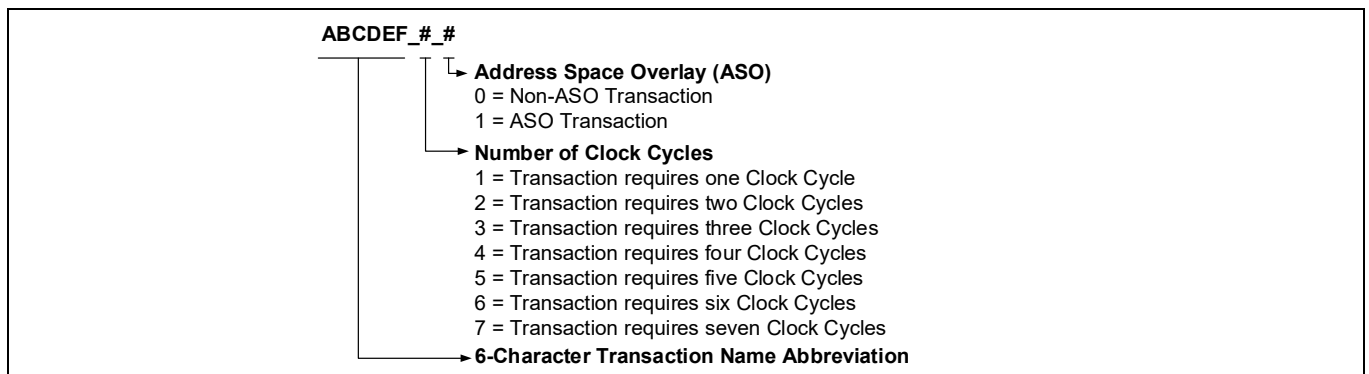 ABCDEF_#_#
Address Space Overlay (ASO)
0 = Non-ASO Transaction
1 = ASO Transaction
Number of Clock Cycles
1 = Transaction requires one Clock Cycle
2 = Transaction requires two Clock Cycles
3 = Transaction requires three Clock Cycles
4 = Transaction requires four Clock Cycles
5 = Transaction requires five Clock Cycles
6 = Transaction requires six Clock Cycles
7 = Transaction requires seven Clock Cycles
6-Character Transaction Name Abbreviation